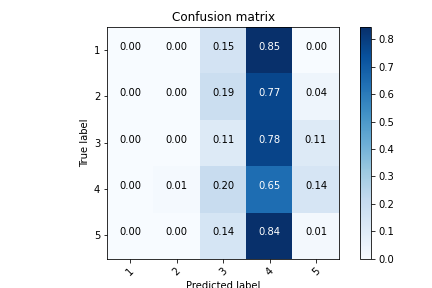 Confusion matrix
1 0.00 0.00 0.15 0.85 0.00
2 0.00 0.00 0.19 0.77 0.04
3 0.00 0.00 0.11 0.78 0.11
4 0.00 0.01 0.20 0.65 0.14
5 0.00 0.00 0.14 0.84 0.01
True label
1 2 3 4 5
Predicted label
0.8
0.7
0.6
0.5
0.4
0.3
0.2
0.1
0.0